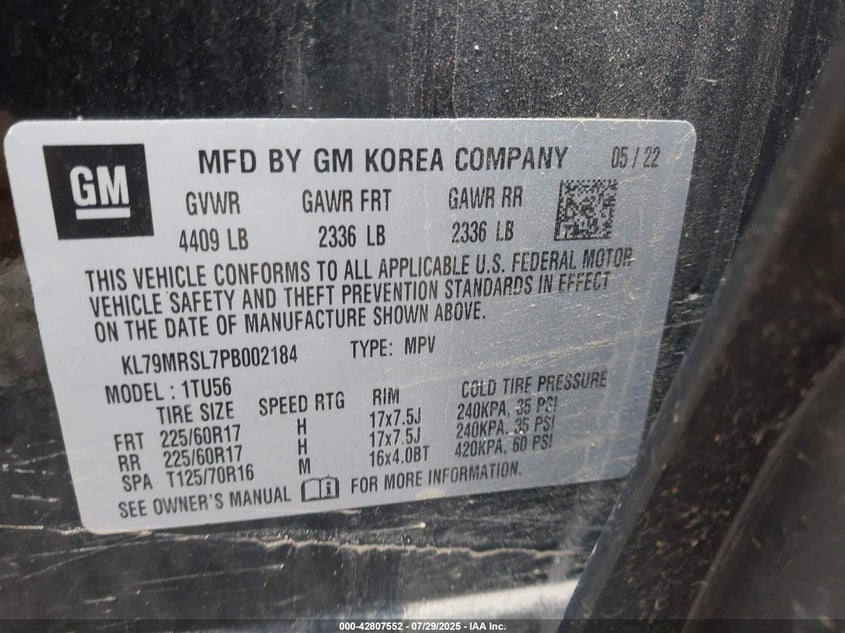 GM
MFD BY GM KOREA COMPANY 05 / 22
GVWR GAWR FRT GAWR RR
4409 LB 2336 LB 2336 LB
THIS VEHICLE CONFORMS TO ALL APPLICABLE U.S. FEDERAL MOTOR
VEHICLE SAFETY AND THEFT PREVENTION STANDARDS IN EFFECT
ON THE DATE OF MANUFACTURE SHOWN ABOVE.
KL79MRSL7PB002184 TYPE: MPV
MODEL : 1TU56
TIRE SIZE SPEED RTG RIM COLD TIRE PRESSURE
FRT 225/60R17 H 17x7.5J 240KPA, 35 PSI
RR 225/60R17 H 17x7.5J 240KPA, 35 PSI
SPA T125/70R16 M 16x4.0BT 420KPA, 60 PSI
SEE OWNER'S MANUAL FOR MORE INFORMATION.
000-42807552 - 07/29/2025 - IAA Inc.